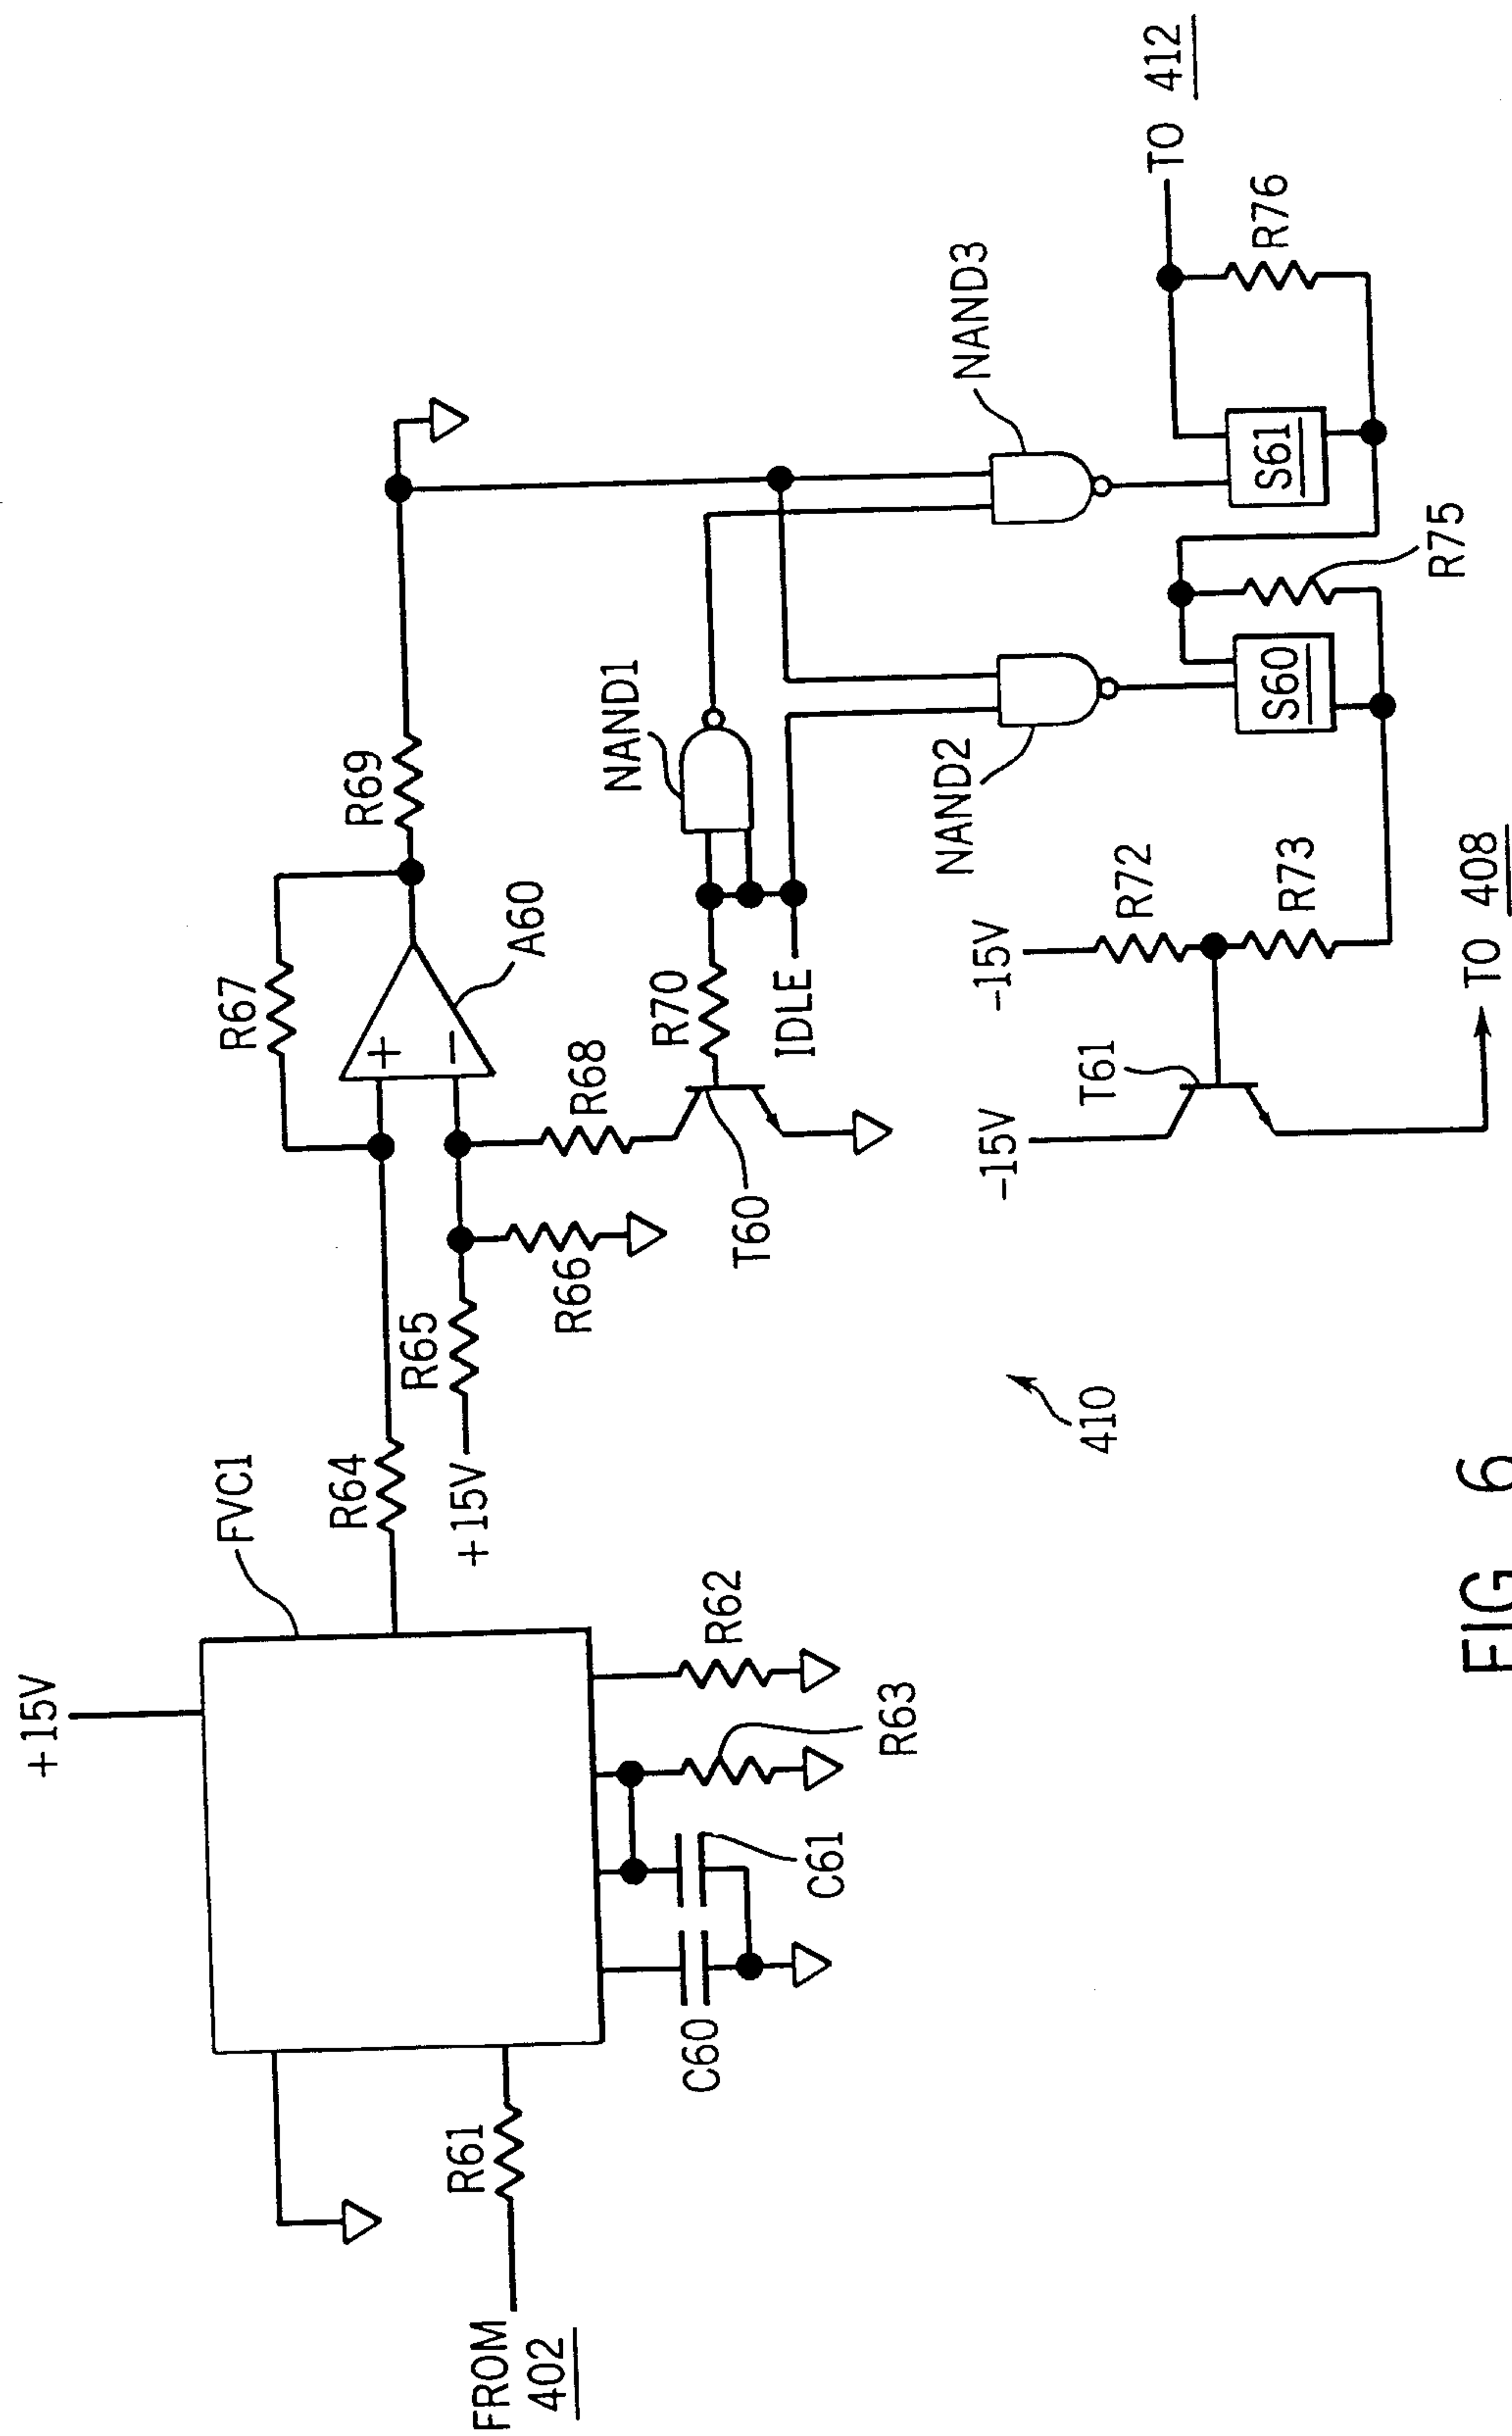 +15V
FVC1
FROM
402
R61
C60
C61
R63
R62
R64
+15V
R65
R66
R67
A60
+
−
R68
T60
R70
IDLE
R69
NAND1
NAND2
NAND3
-15V
T61
-15V
R72
R73
TO 408
S60
R75
S61
R76
TO 412
410
FIG 6